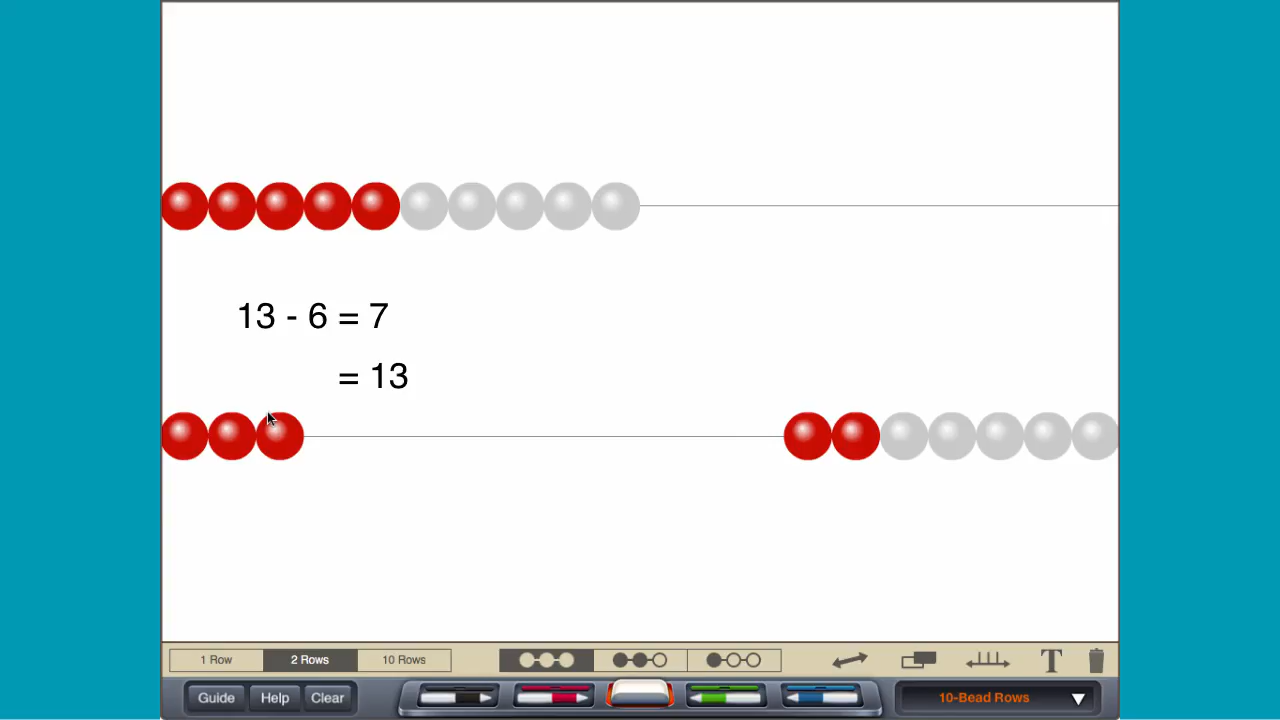 13 - 6 = 7
= 13
1 Row 2 Rows 10 Rows
T
Guide Help Clear 10-Bead Rows